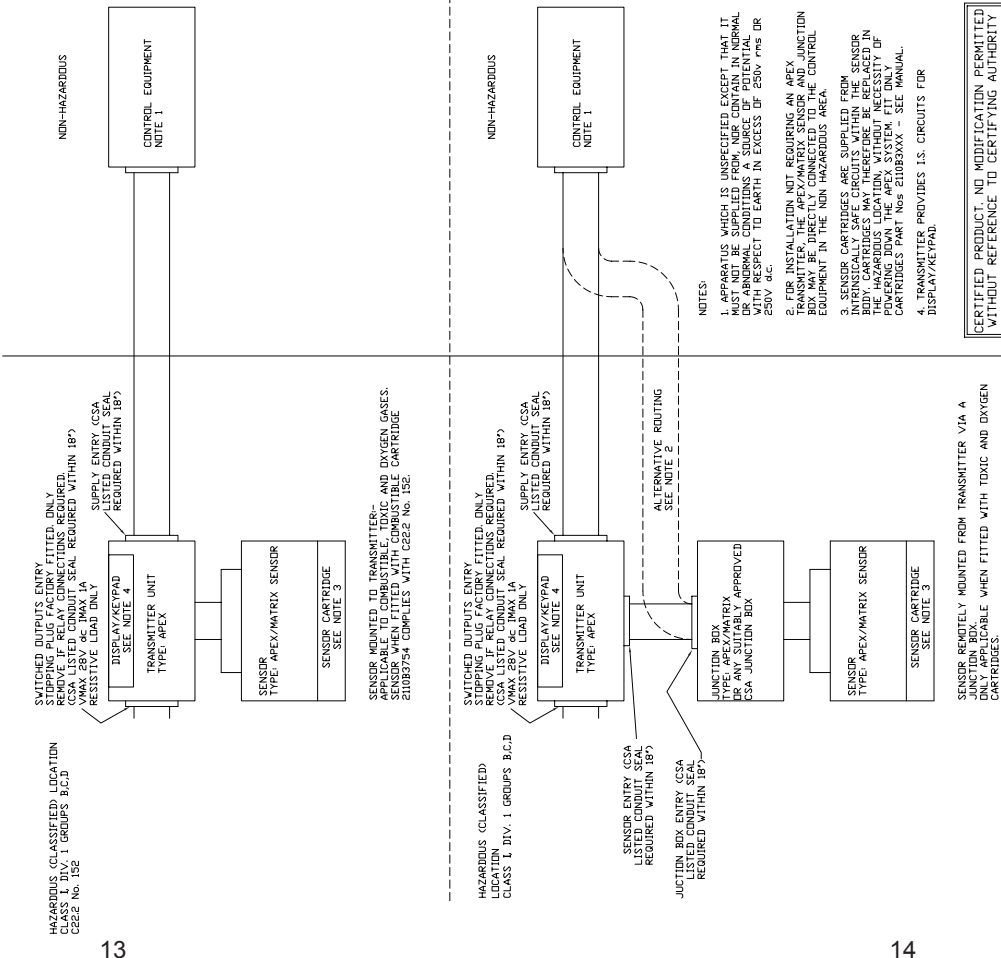 NON-HAZARDOUS
CONTROL EQUIPMENT
NOTE 1
SWITCHED OUTPUTS ENTRY
STOPPING PLUG FACTORY FITTED. ONLY
REMOVE IF RELAY CONNECTIONS REQUIRED.
(CSA LISTED CONDUIT SEAL REQUIRED WITHIN 18")
VMAX 28V dc IMAX 1A
RESISTIVE LOAD ONLY
SUPPLY ENTRY (CSA
LISTED CONDUIT SEAL
REQUIRED WITHIN 18")
HAZARDOUS (CLASSIFIED) LOCATION
CLASS I, DIV. 1 GROUPS B,C,D
C22.2 No. 152
DISPLAY/KEYPAD
SEE NOTE 4
TRANSMITTER UNIT
TYPE: APEX
SENSOR
TYPE: APEX/MATRIX SENSOR
SENSOR CARTRIDGE
SEE NOTE 3
SENSOR MOUNTED TO TRANSMITTER:-
APPLICABLE TO COMBUSTIBLE, TOXIC AND OXYGEN GASES.
SENSOR WHEN FITTED WITH COMBUSTIBLE CARTRIDGE
2110B3754 COMPLIES WITH C22.2 No. 152.
13
NON-HAZARDOUS
CONTROL EQUIPMENT
NOTE 1
SWITCHED OUTPUTS ENTRY
STOPPING PLUG FACTORY FITTED. ONLY
REMOVE IF RELAY CONNECTIONS REQUIRED.
(CSA LISTED CONDUIT SEAL REQUIRED WITHIN 18")
VMAX 28V dc IMAX 1A
RESISTIVE LOAD ONLY
SUPPLY ENTRY (CSA
LISTED CONDUIT SEAL
REQUIRED WITHIN 18")
HAZARDOUS (CLASSIFIED)
LOCATION
CLASS I, DIV. 1 GROUPS B,C,D
DISPLAY/KEYPAD
SEE NOTE 4
TRANSMITTER UNIT
TYPE: APEX
ALTERNATIVE ROUTING
SEE NOTE 2
SENSOR ENTRY (CSA
LISTED CONDUIT SEAL
REQUIRED WITHIN 18")
JUCTION BOX ENTRY (CSA
LISTED CONDUIT SEAL
REQUIRED WITHIN 18")
JUNCTION BOX
TYPE: APEX/MATRIX
OR ANY SUITABLY APPROVED
CSA JUNCTION BOX
SENSOR
TYPE: APEX/MATRIX SENSOR
SENSOR CARTRIDGE
SEE NOTE 3
SENSOR REMOTELY MOUNTED FROM TRANSMITTER VIA A
JUNCTION BOX.
ONLY APPLICABLE WHEN FITTED WITH TOXIC AND OXYGEN
CARTRIDGES.
NOTES:
1. APPARATUS WHICH IS UNSPECIFIED EXCEPT THAT IT
MUST NOT BE SUPPLIED FROM, NOR CONTAIN IN NORMAL
OR ABNORMAL CONDITIONS A SOURCE OF POTENTIAL
WITH RESPECT TO EARTH IN EXCESS OF 250v rms OR
250V d.c.
2. FOR INSTALLATION NOT REQUIRING AN APEX
TRANSMITTER, THE APEX/MATRIX SENSOR AND JUNCTION
BOX MAY BE DIRECTLY CONNECTED TO THE CONTROL
EQUIPMENT IN THE NON HAZARDOUS AREA.
3. SENSOR CARTRIDGES ARE SUPPLIED FROM
INTRINSICALLY SAFE CIRCUITS WITHIN THE SENSOR
BODY. CARTRIDGES MAY THEREFORE BE REPLACED IN
THE HAZARDOUS LOCATION, WITHOUT NECESSITY OF
POWERING DOWN THE APEX SYSTEM. FIT ONLY
CARTRIDGES PART Nos 2110B3XXX - SEE MANUAL.
4. TRANSMITTER PROVIDES I.S. CIRCUITS FOR
DISPLAY/KEYPAD.
CERTIFIED PRODUCT. NO MODIFICATION PERMITTED
WITHOUT REFERENCE TO CERTIFYING AUTHORITY
14